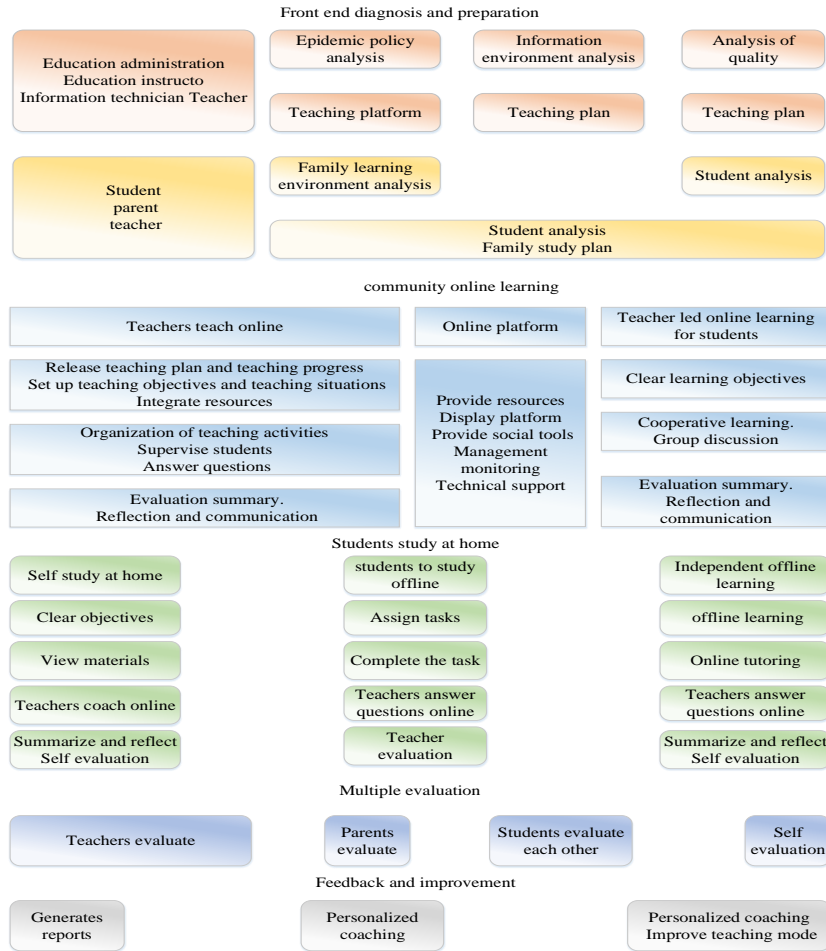 Front end diagnosis and preparation
Education administration
Education instructo
Information technician Teacher
Epidemic policy
analysis
Information
environment analysis
Analysis of
quality
Teaching platform
Teaching plan
Teaching plan
Student
parent
teacher
Family learning
environment analysis
Student analysis
Student analysis
Family study plan
community online learning
Teachers teach online
Online platform
Teacher led online learning
for students
Release teaching plan and teaching progress
Set up teaching objectives and teaching situations
Integrate resources
Organization of teaching activities
Supervise students
Answer questions
Evaluation summary.
Reflection and communication
Provide resources
Display platform
Provide social tools
Management
monitoring
Technical support
Clear learning objectives
Cooperative learning.
Group discussion
Evaluation summary.
Reflection and
communication
Students study at home
Self study at home
students to study
offline
Independent offline
learning
Clear objectives
Assign tasks
offline learning
View materials
Complete the task
Online tutoring
Teachers coach online
Teachers answer
questions online
Teachers answer
questions online
Summarize and reflect
Self evaluation
Teacher
evaluation
Summarize and reflect
Self evaluation
Multiple evaluation
Teachers evaluate
Parents
evaluate
Students evaluate
each other
Self
evaluation
Feedback and improvement
Generates
reports
Personalized
coaching
Personalized coaching
Improve teaching mode